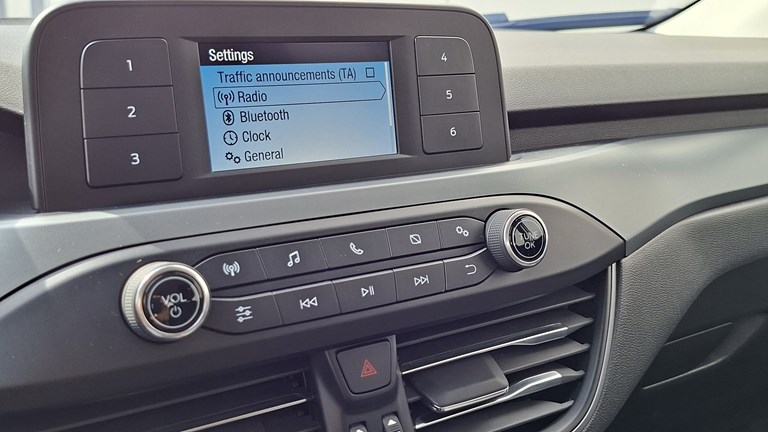 Settings
Traffic announcements (TA)
Radio
Bluetooth
Clock
General
1
2
3
4
5
6
VOL
TUNE
OK